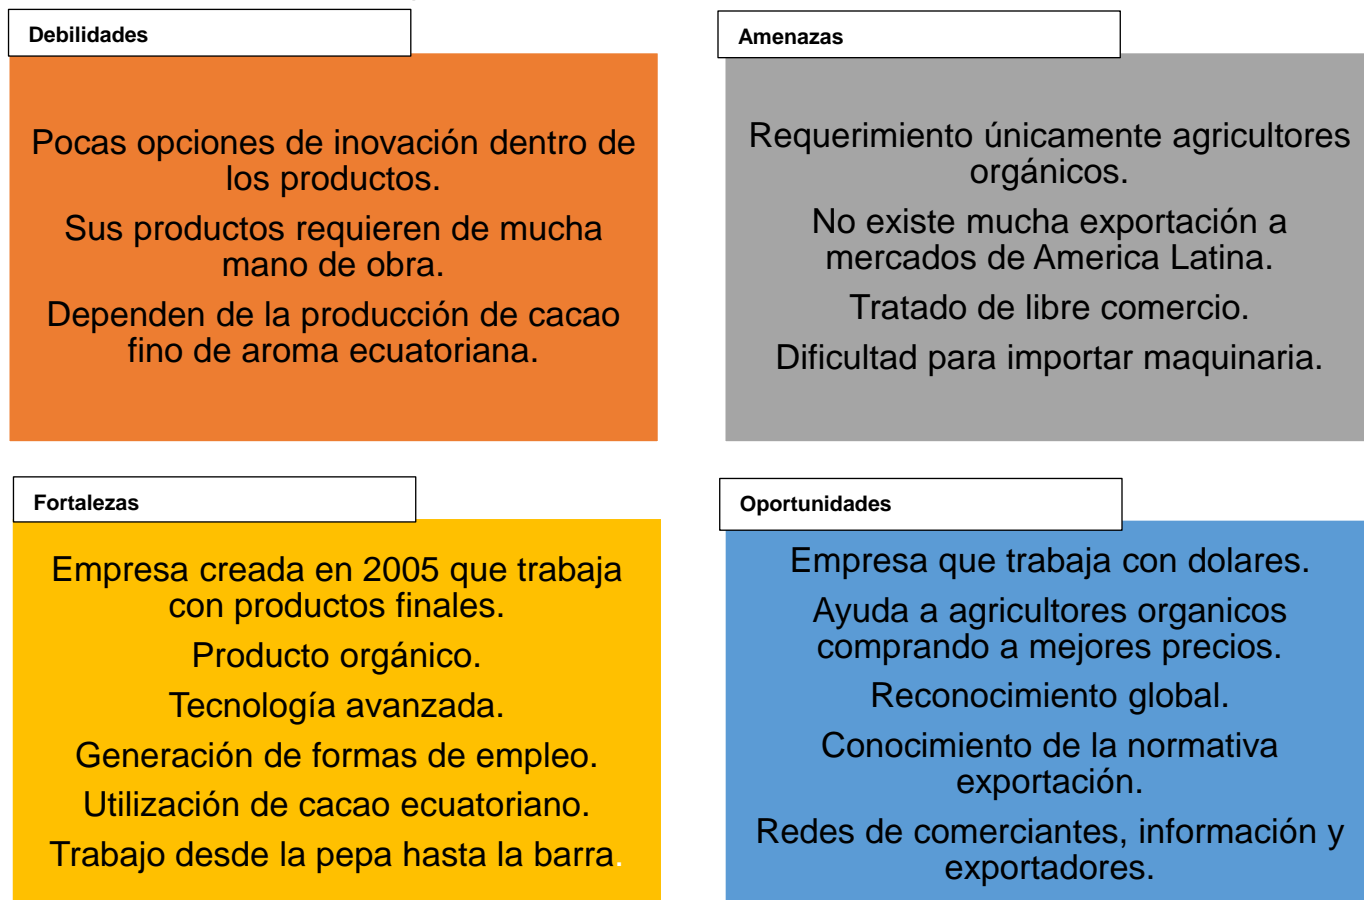 Debilidades
Pocas opciones de inovación dentro de
los productos.
Sus productos requieren de mucha
mano de obra.
Dependen de la producción de cacao
fino de aroma ecuatoriana.
Amenazas
Requerimiento únicamente agricultores
orgánicos.
No existe mucha exportación a
mercados de America Latina.
Tratado de libre comercio.
Dificultad para importar maquinaria.
Fortalezas
Empresa creada en 2005 que trabaja
con productos finales.
Producto orgánico.
Tecnología avanzada.
Generación de formas de empleo.
Utilización de cacao ecuatoriano.
Trabajo desde la pepa hasta la barra.
Oportunidades
Empresa que trabaja con dolares.
Ayuda a agricultores organicos
comprando a mejores precios.
Reconocimiento global.
Conocimiento de la normativa
exportación.
Redes de comerciantes, información y
exportadores.